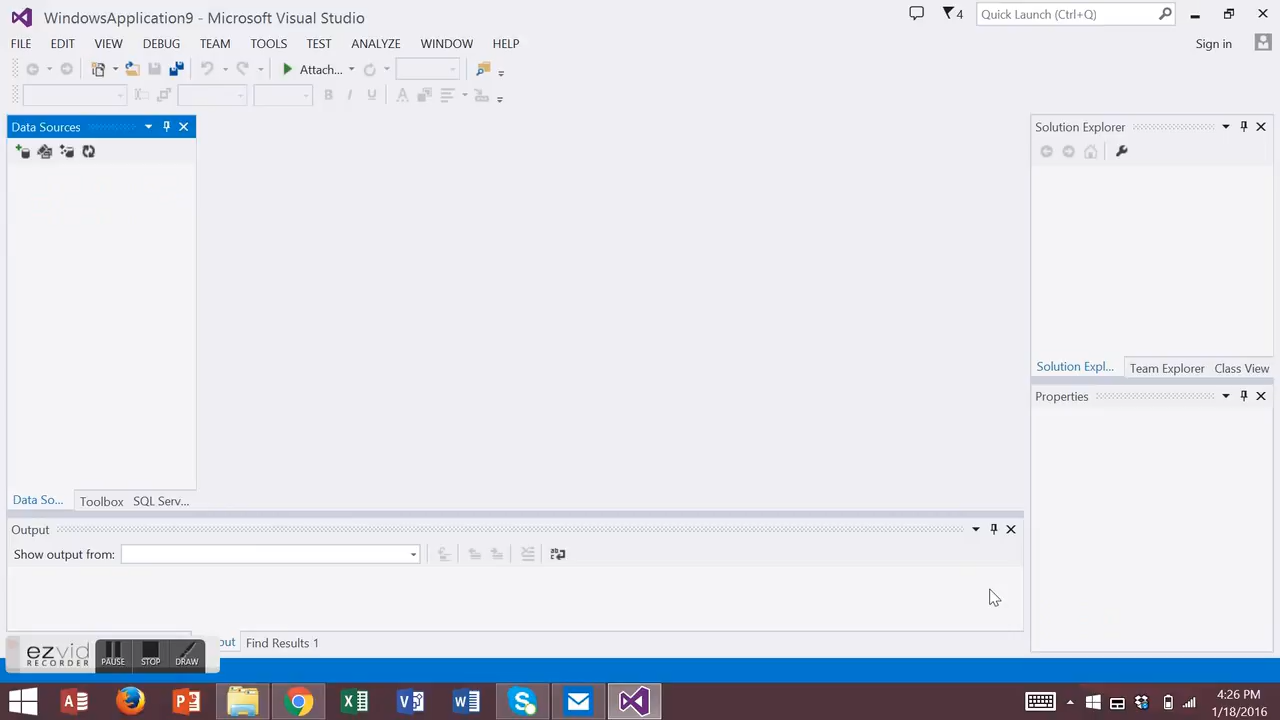 WindowsApplication9 - Microsoft Visual Studio
4
Quick Launch (Ctrl+Q)
FILE EDIT VIEW DEBUG TEAM TOOLS TEST ANALYZE WINDOW HELP
Sign in
Attach...
B I U A
Data Sources
Solution Explorer
Solution Expl... Team Explorer Class View
Properties
Data So... Toolbox SQL Serv...
Output
Show output from:
ezvid
RECORDER
PAUSE STOP DRAW
out Find Results 1
4:26 PM
1/18/2016